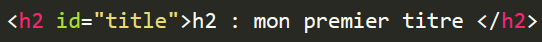 <h2 id="title">h2 : mon premier titre </h2>